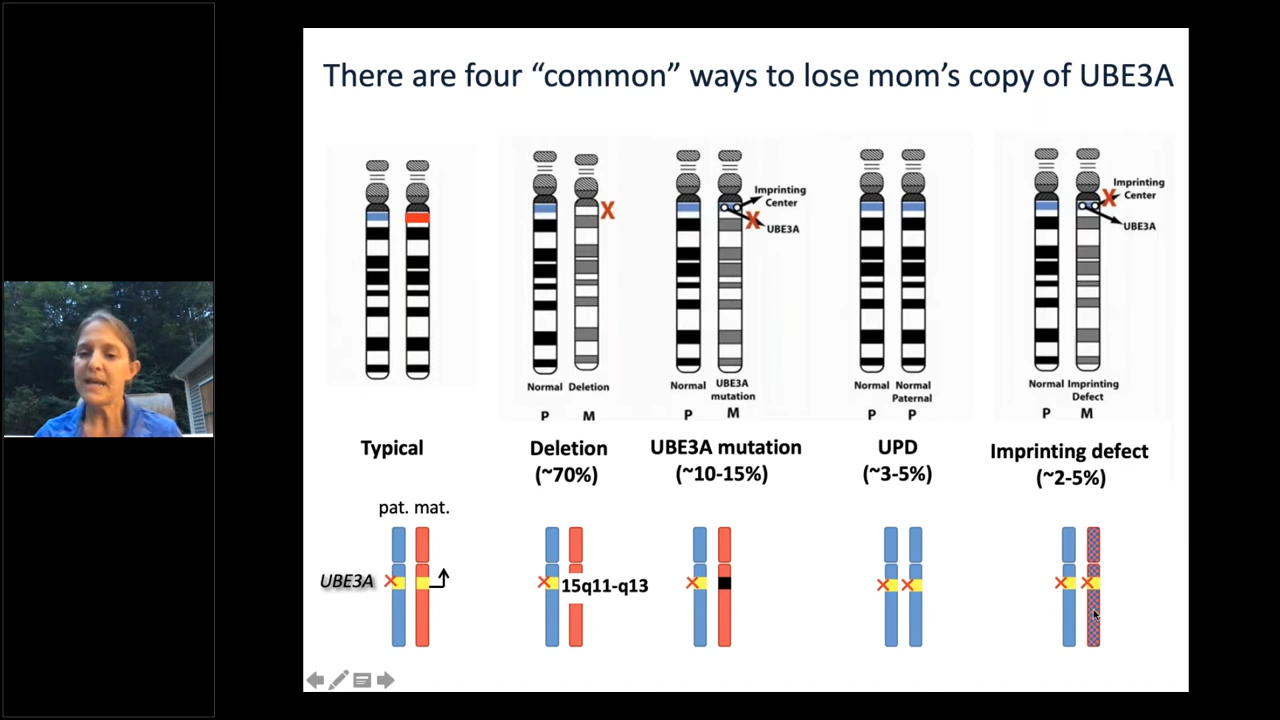 There are four “common” ways to lose mom’s copy of UBE3A
X
Imprinting
Center
X
UBE3A
X
Imprinting
Center
UBE3A
Normal Deletion
Normal UBE3A
mutation
Normal Normal
Paternal
Normal Imprinting
Defect
P M
P M
P P
P M
Typical
Deletion
(~70%)
UBE3A mutation
(~10-15%)
UPD
(~3-5%)
Imprinting defect
(~2-5%)
pat. mat.
UBE3A
15q11-q13